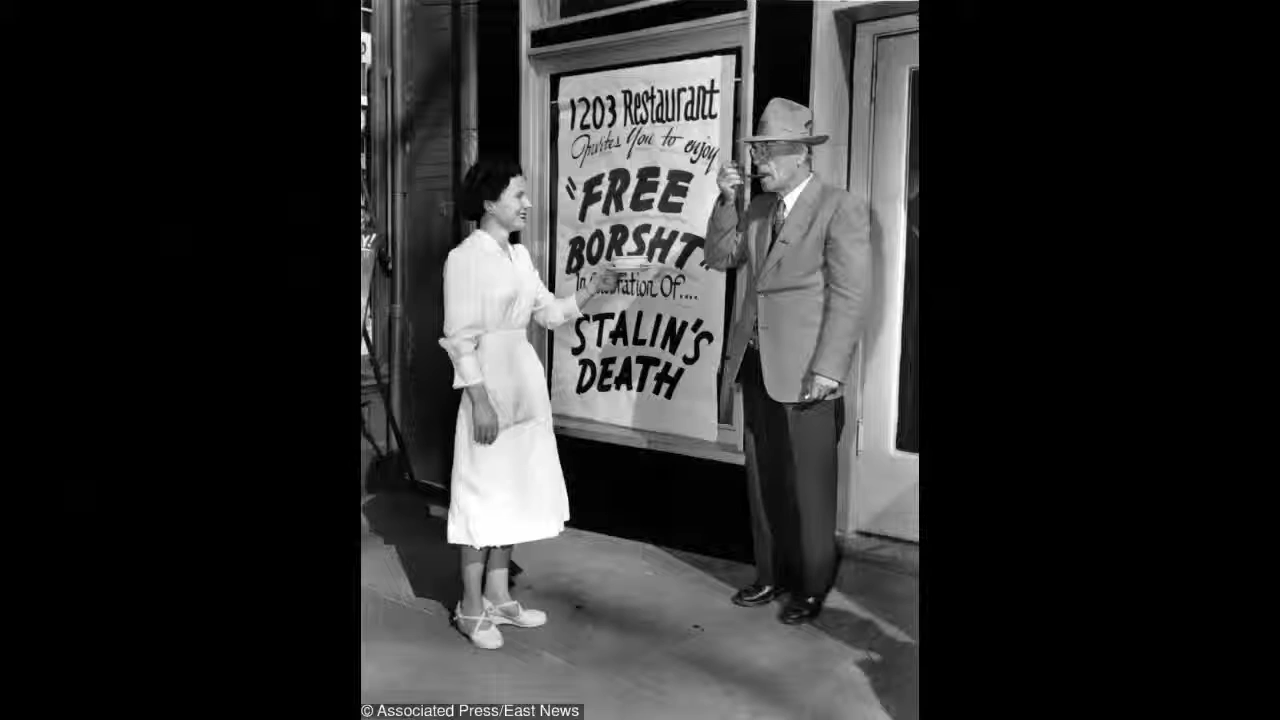 1203 Restaurant
Invites You to enjoy
"FREE
BORSHT"
In Celebration Of....
STALIN'S
DEATH
© Associated Press/East News